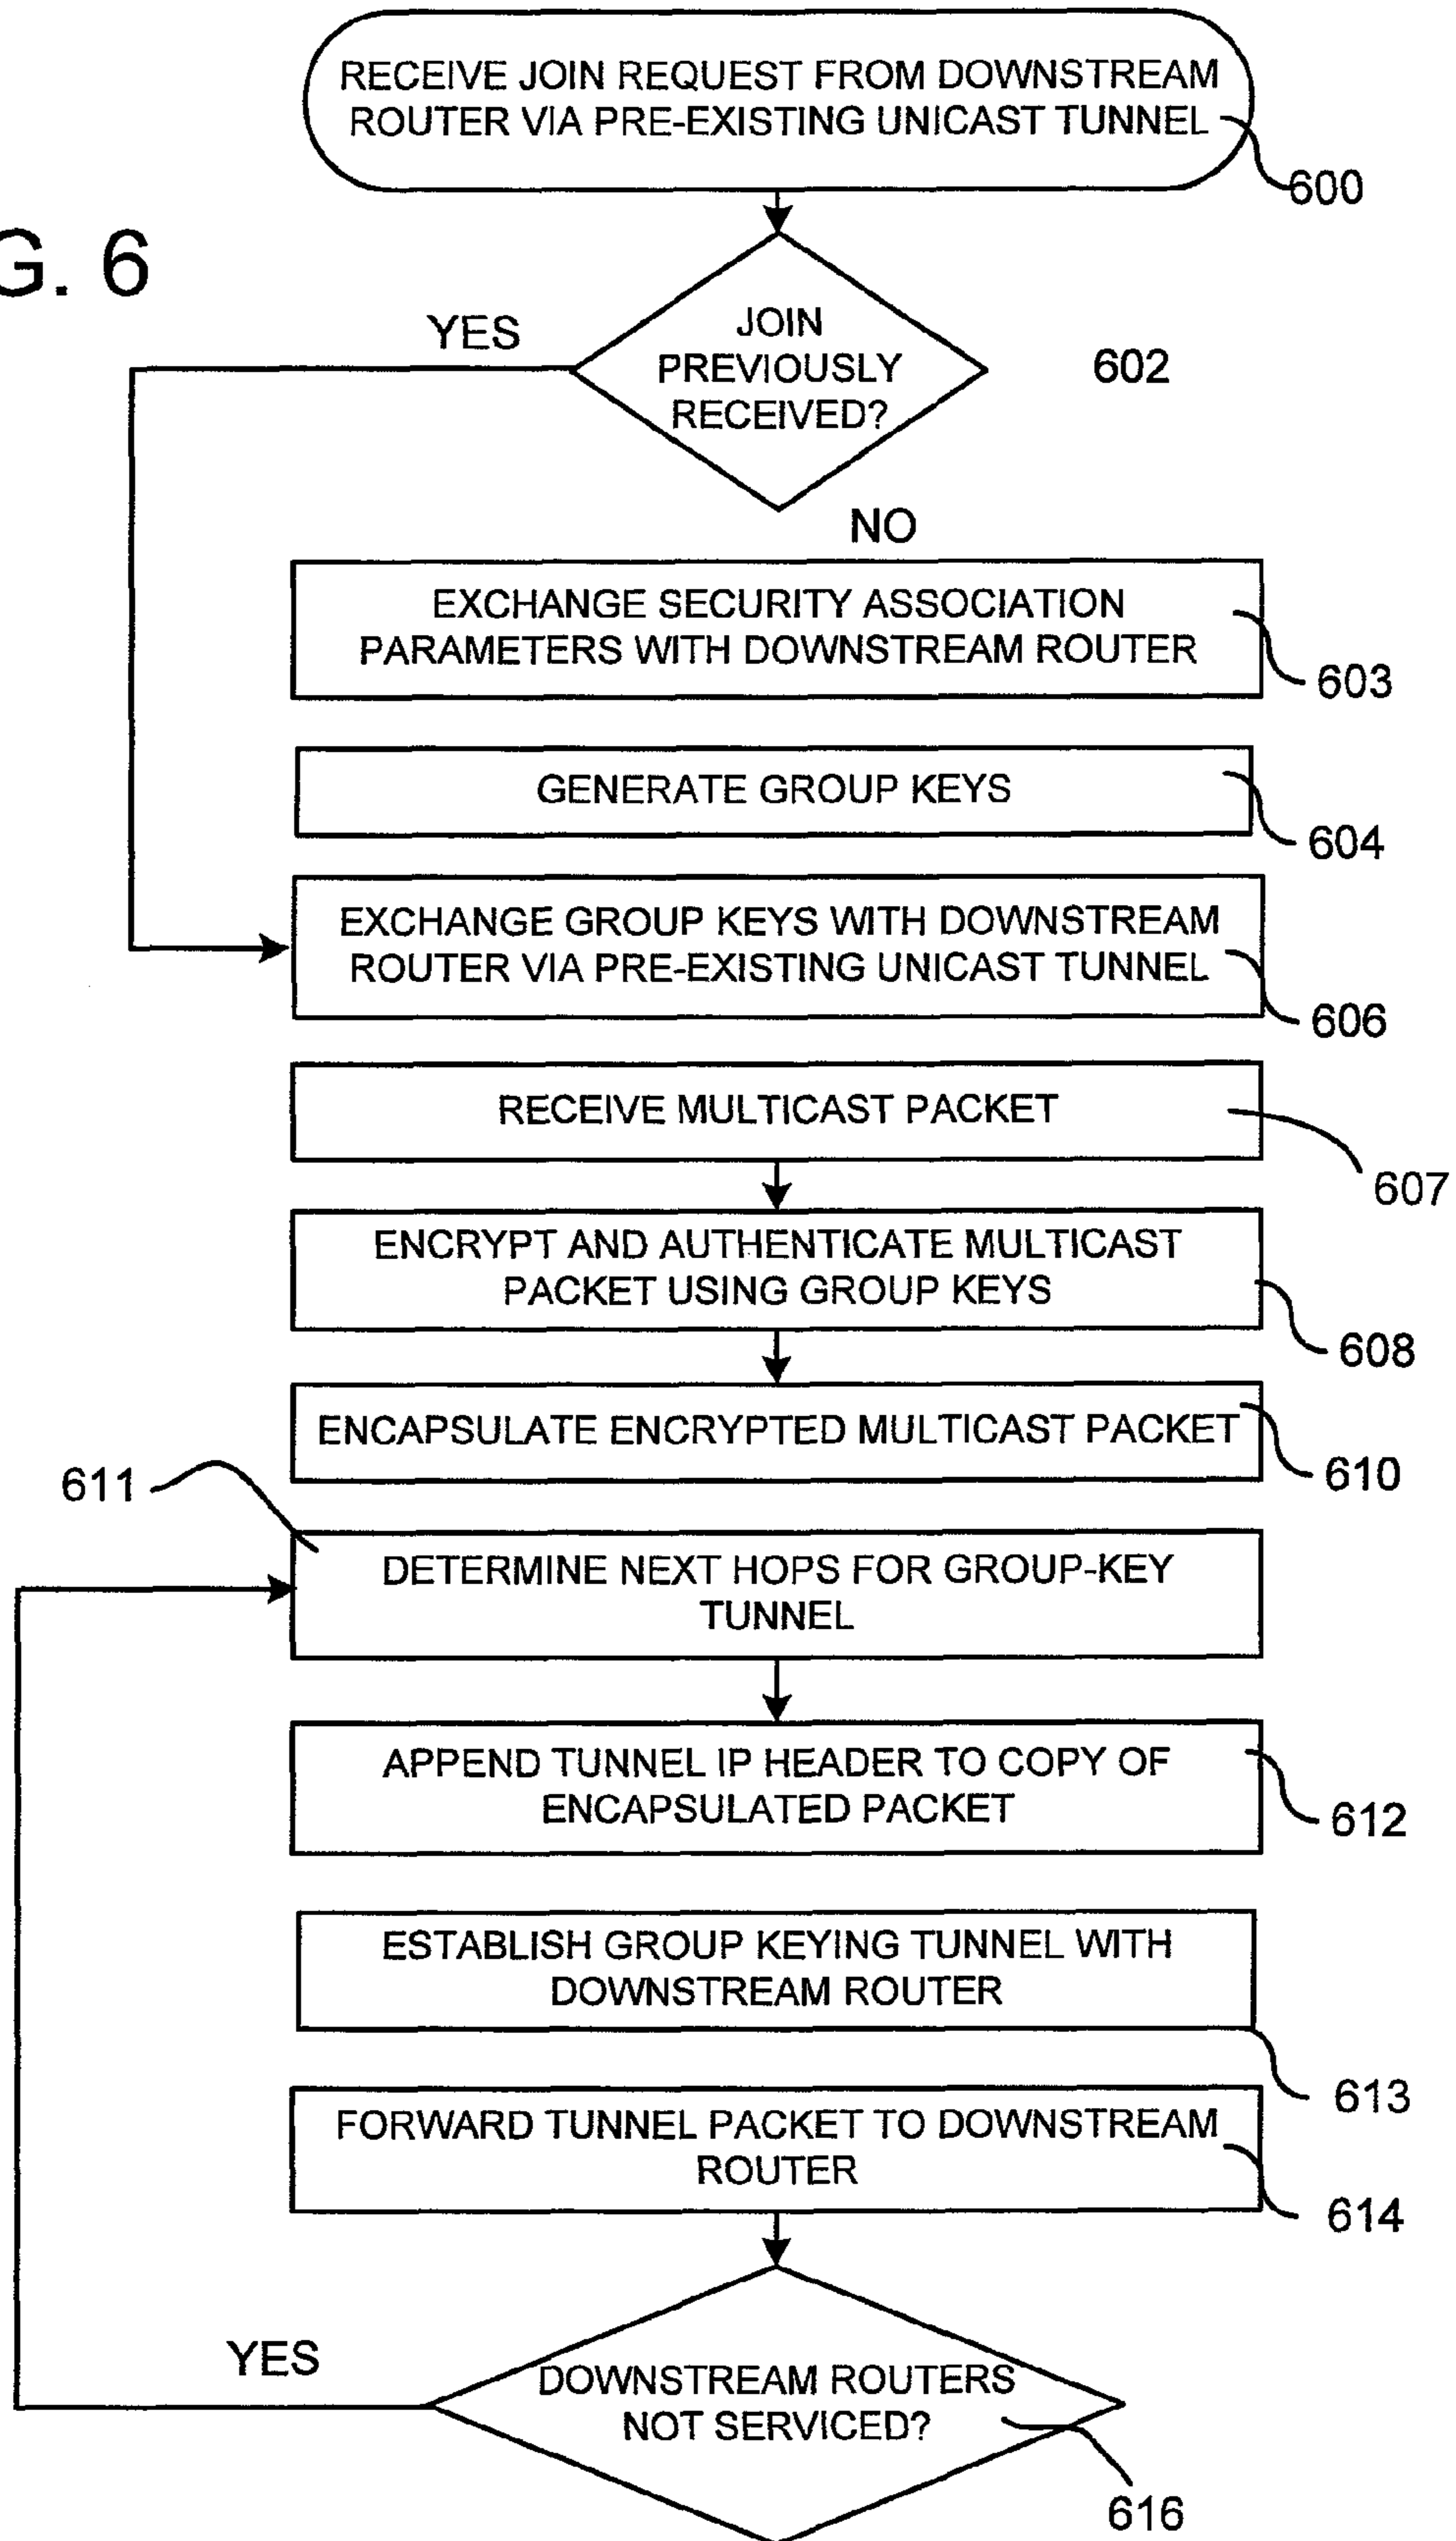 RECEIVE JOIN REQUEST FROM DOWNSTREAM
ROUTER VIA PRE-EXISTING UNICAST TUNNEL
600
G. 6
YES
JOIN
PREVIOUSLY
RECEIVED?
602
NO
EXCHANGE SECURITY ASSOCIATION
PARAMETERS WITH DOWNSTREAM ROUTER
603
GENERATE GROUP KEYS
604
EXCHANGE GROUP KEYS WITH DOWNSTREAM
ROUTER VIA PRE-EXISTING UNICAST TUNNEL
606
RECEIVE MULTICAST PACKET
607
ENCRYPT AND AUTHENTICATE MULTICAST
PACKET USING GROUP KEYS
608
ENCAPSULATE ENCRYPTED MULTICAST PACKET
610
611
DETERMINE NEXT HOPS FOR GROUP-KEY
TUNNEL
APPEND TUNNEL IP HEADER TO COPY OF
ENCAPSULATED PACKET
612
ESTABLISH GROUP KEYING TUNNEL WITH
DOWNSTREAM ROUTER
613
FORWARD TUNNEL PACKET TO DOWNSTREAM
ROUTER
614
YES
DOWNSTREAM ROUTERS
NOT SERVICED?
616